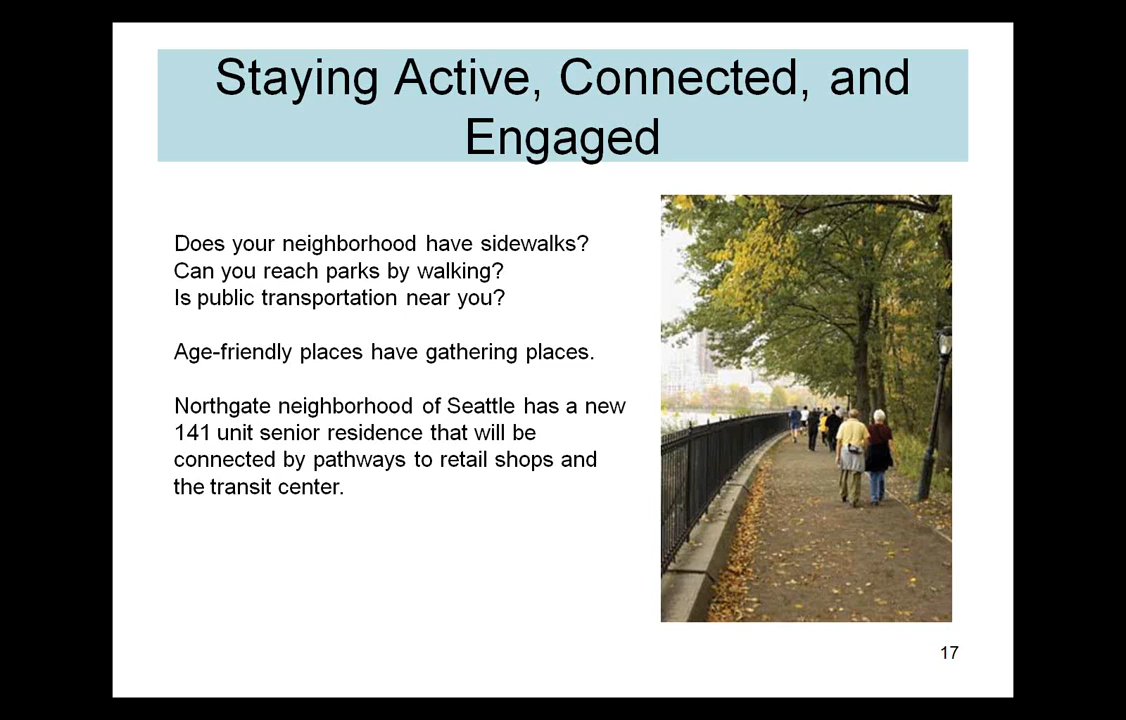 Staying Active, Connected, and
Engaged
Does your neighborhood have sidewalks?
Can you reach parks by walking?
Is public transportation near you?
Age-friendly places have gathering places.
Northgate neighborhood of Seattle has a new
141 unit senior residence that will be
connected by pathways to retail shops and
the transit center.
17